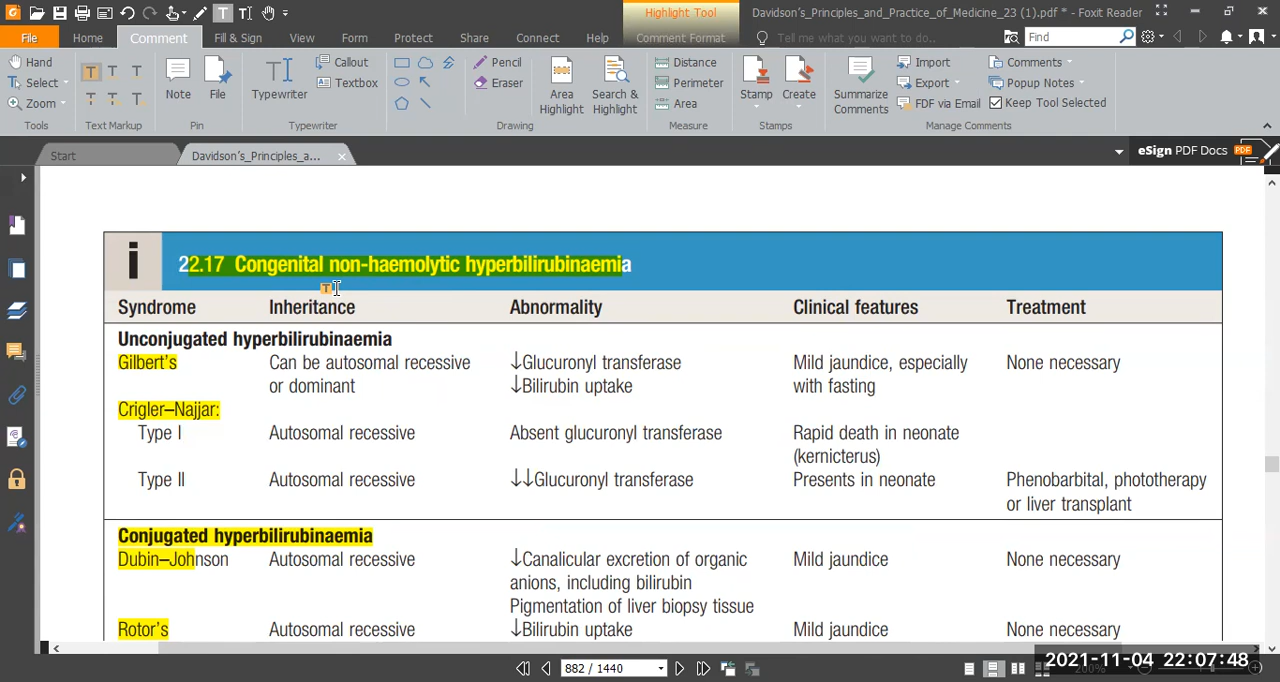 Highlight Tool Davidson's_Principles_and_Practice_of_Medicine_23 (1).pdf * - Foxit Reader
File Home Comment Fill & Sign View Form Protect Share Connect Help Comment Format Tell me what you want to do.. Find
Hand Select Zoom Tools
Text Markup
Note File Pin
Typewriter Callout Textbox Typewriter
Pencil Eraser Area Highlight Search & Highlight Drawing
Distance Perimeter Area Measure
Stamp Create Stamps
Summarize Comments Import Export FDF via Email Comments Popup Notes Keep Tool Selected Manage Comments
Start Davidson's_Principles_a... eSign PDF Docs PDF
i 22.17 Congenital non-haemolytic hyperbilirubinaemia
Syndrome Inheritance Abnormality Clinical features Treatment
Unconjugated hyperbilirubinaemia
Gilbert's Can be autosomal recessive ↓Glucuronyl transferase Mild jaundice, especially None necessary
or dominant ↓Bilirubin uptake with fasting
Crigler–Najjar:
Type I Autosomal recessive Absent glucuronyl transferase Rapid death in neonate
(kernicterus)
Type II Autosomal recessive ↓↓Glucuronyl transferase Presents in neonate Phenobarbital, phototherapy
or liver transplant
Conjugated hyperbilirubinaemia
Dubin–Johnson Autosomal recessive ↓Canalicular excretion of organic Mild jaundice None necessary
anions, including bilirubin
Pigmentation of liver biopsy tissue
Rotor's Autosomal recessive ↓Bilirubin uptake Mild jaundice None necessary
882 / 1440
2021-11-04 22:07:48
200%